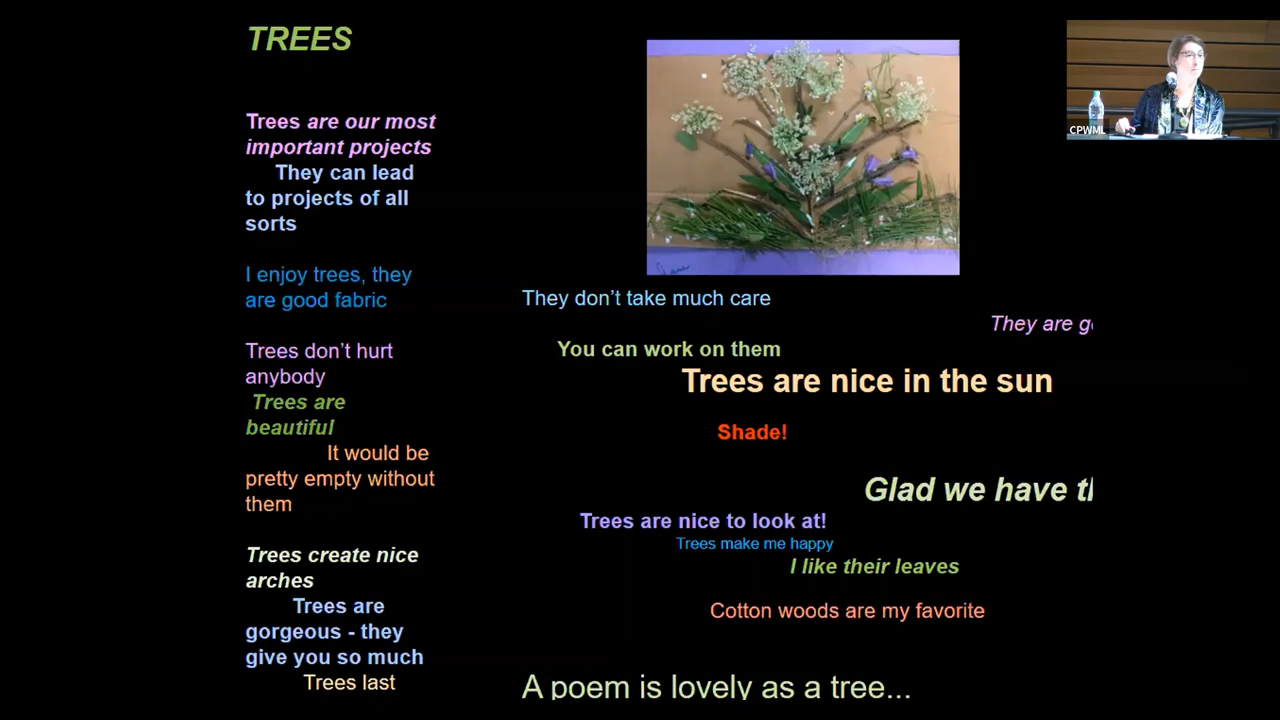 TREES
Trees are our most
important projects
They can lead
to projects of all
sorts
I enjoy trees, they
are good fabric
Trees don't hurt
anybody
Trees are
beautiful
It would be
pretty empty without
them
Trees create nice
arches
Trees are
gorgeous - they
give you so much
Trees last
They don't take much care
They are
You can work on them
Trees are nice in the sun
Shade!
Glad we have
Trees are nice to look at!
Trees make me happy
I like their leaves
Cotton woods are my favorite
A poem is lovely as a tree...
CPWML